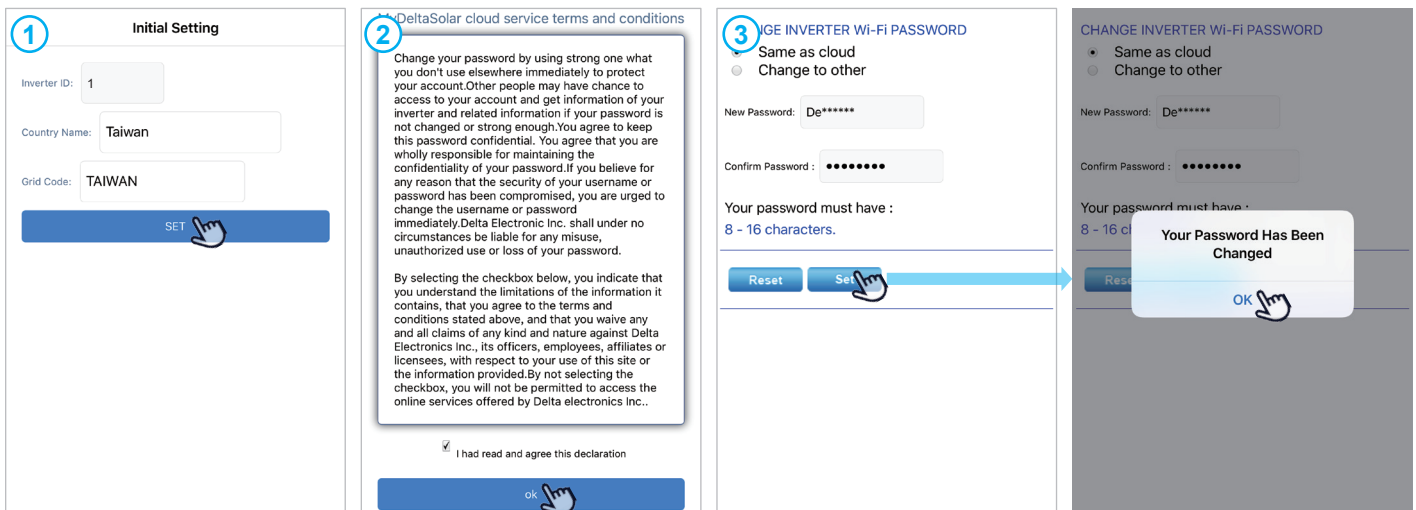 1
Initial Setting
Inverter ID: 1
Country Name: Taiwan
Grid Code: TAIWAN
SET
2
MyDeltaSolar cloud service terms and conditions
Change your password by using strong one what
you don't use elsewhere immediately to protect
your account.Other people may have chance to
access to your account and get information of your
inverter and related information if your password is
not changed or strong enough.You agree to keep
this password confidential. You agree that you are
wholly responsible for maintaining the
confidentiality of your password.If you believe for
any reason that the security of your username or
password has been compromised, you are urged to
change the username or password
immediately.Delta Electronic Inc. shall under no
circumstances be liable for any misuse,
unauthorized use or loss of your password.
By selecting the checkbox below, you indicate that
you understand the limitations of the information it
contains, that you agree to the terms and
conditions stated above, and that you waive any
and all claims of any kind and nature against Delta
Electronics Inc., its officers, employees, affiliates or
licensees, with respect to your use of this site or
the information provided.By not selecting the
checkbox, you will not be permitted to access the
online services offered by Delta electronics Inc..
I had read and agree this declaration
ok
3
NGE INVERTER Wi-Fi PASSWORD
Same as cloud
Change to other
New Password: De******
Confirm Password : ●●●●●●●●
Your password must have :
8 - 16 characters.
Reset Set
CHANGE INVERTER Wi-Fi PASSWORD
Same as cloud
Change to other
New Password: De******
Confirm Password : ●●●●●●●●
Your password must have :
8 - 16 ch
Rese
Your Password Has Been
Changed
OK